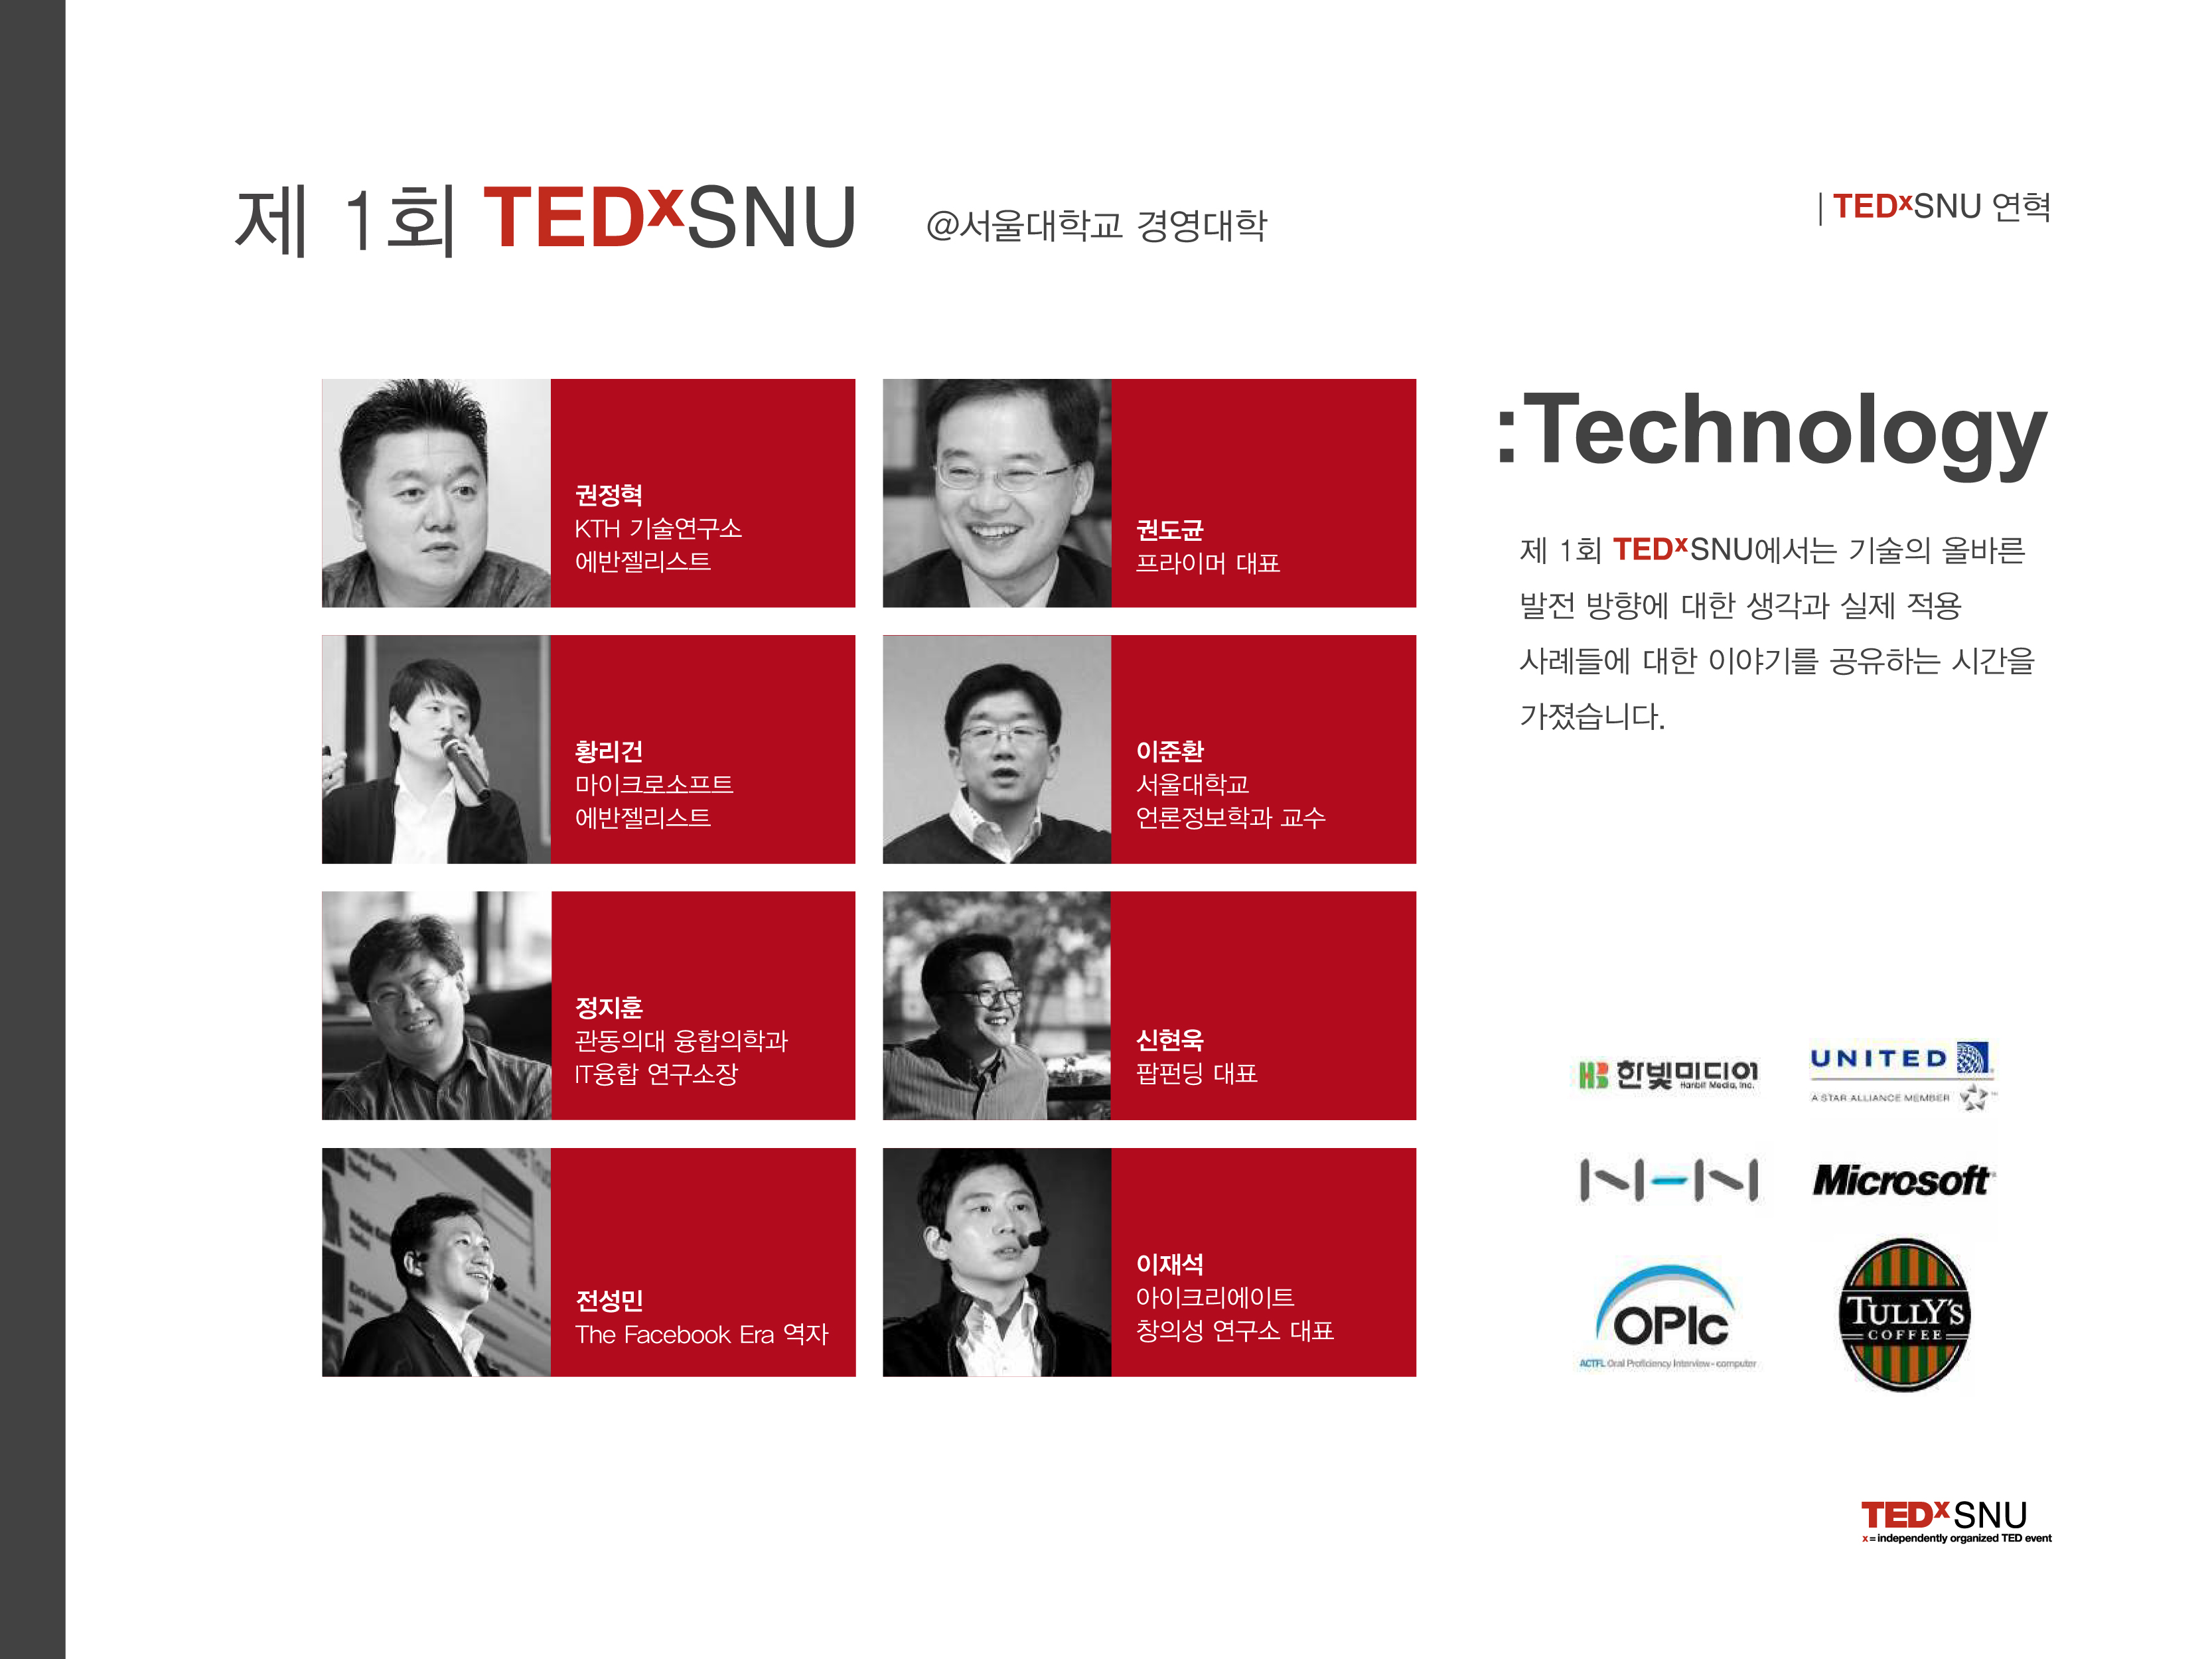 제 1회 TEDxSNU @서울대학교 경영대학
| TEDxSNU 연혁
권정혁
KTH 기술연구소
에반젤리스트
권도균
프라이머 대표
황리건
마이크로소프트
에반젤리스트
이준환
서울대학교
언론정보학과 교수
정지훈
관동의대 융합의학과
IT융합 연구소장
신현욱
팝펀딩 대표
전성민
The Facebook Era 역자
이재석
아이크리에이트
창의성 연구소 대표
:Technology
제 1회 TEDxSNU에서는 기술의 올바른
발전 방향에 대한 생각과 실제 적용
사례들에 대한 이야기를 공유하는 시간을
가졌습니다.
HB 한빛미디어
Hanbit Media, Inc.
UNITED
A STAR ALLIANCE MEMBER
NHN
Microsoft
OPIc
ACTFL Oral Proficiency Interview - computer
TULLY'S
COFFEE
TEDxSNU
x = independently organized TED event